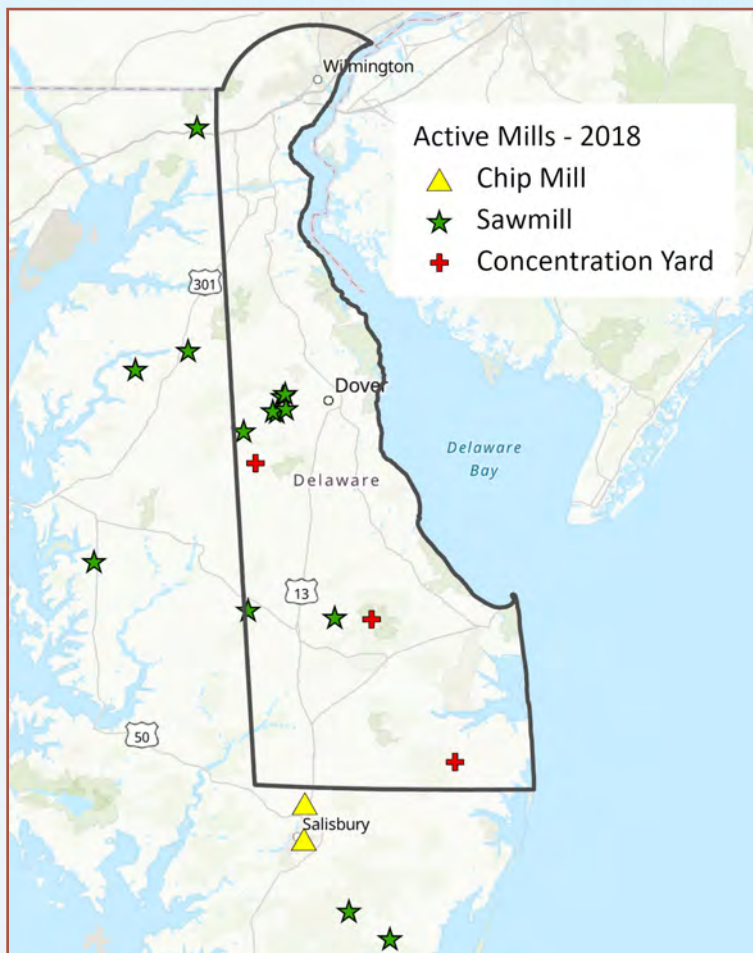 Wilmington
Active Mills - 2018
Chip Mill
Sawmill
Concentration Yard
301
Dover
Delaware
Bay
Delaware
13
50
Salisbury